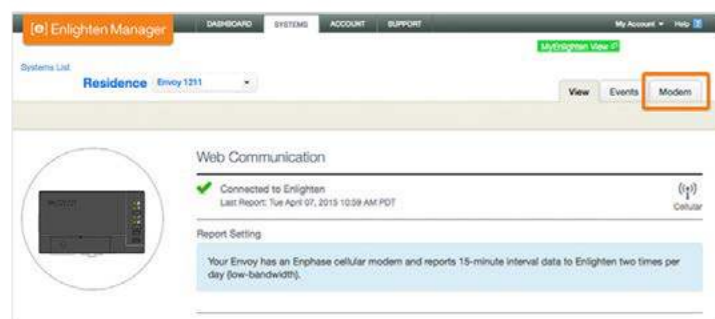 [e] Enlighten Manager
DASHBOARD SYSTEMS ACCOUNT SUPPORT My Account Help
MyEnlighten View
Systems List
Residence Envoy 1211
View Events Modem
Web Communication
Connected to Enlighten
Last Report: Tue April 07, 2015 10:59 AM PDT
Cellular
Report Setting
Your Envoy has an Enphase cellular modem and reports 15-minute interval data to Enlighten two times per
day (low-bandwidth).